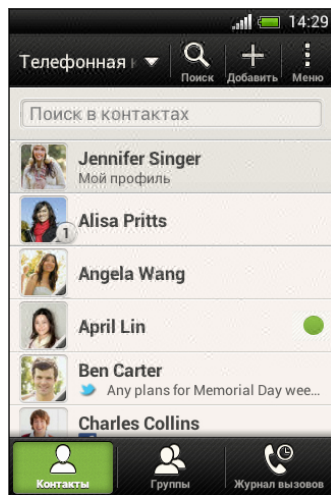 14:29
Телефонная к
Поиск
Добавить
Меню
Поиск в контактах
Jennifer Singer
Мой профиль
Alisa Pritts
1
Angela Wang
April Lin
Ben Carter
Any plans for Memorial Day wee...
Charles Collins
Контакты
Группы
Журнал вызовов